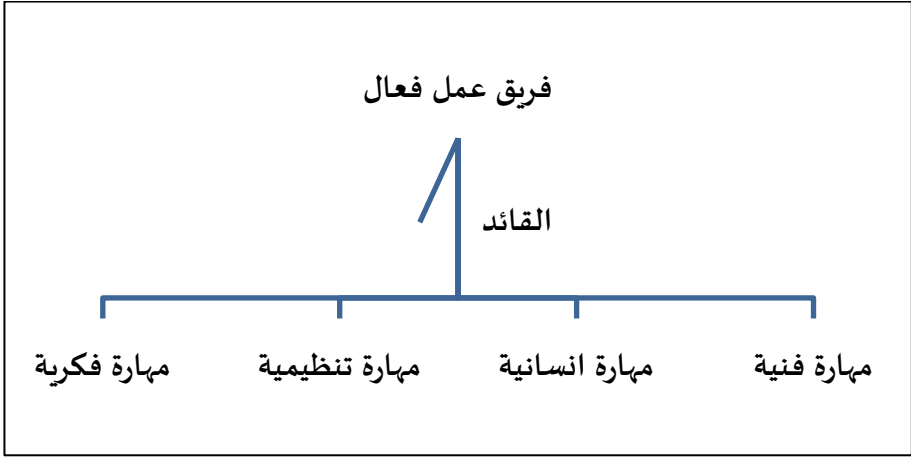 فريق عمل فعال
القائد
مهارة فنية
مهارة انسانية
مهارة تنظيمية
مهارة فكرية